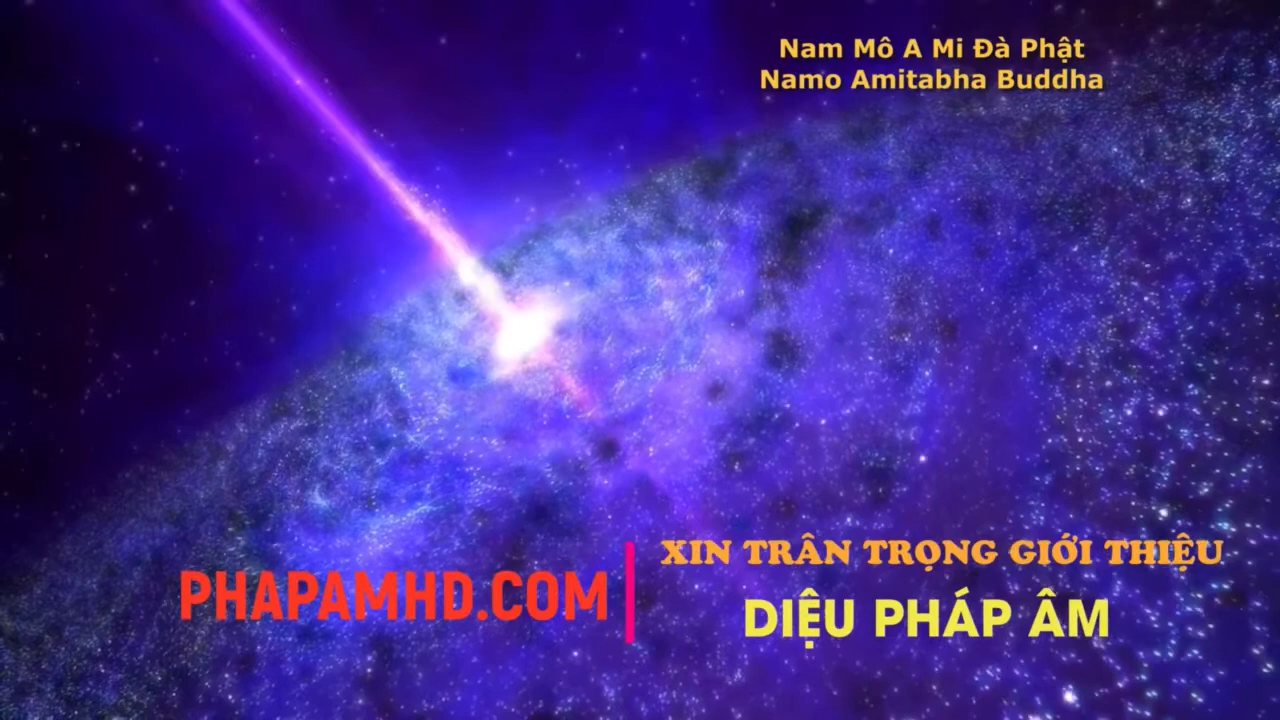 Nam Mô A Mi Đà Phật
Namo Amitabha Buddha
XIN TRÂN TRỌNG GIỚI THIỆU
PHAPAMHD.COM
DIỆU PHÁP ÂM